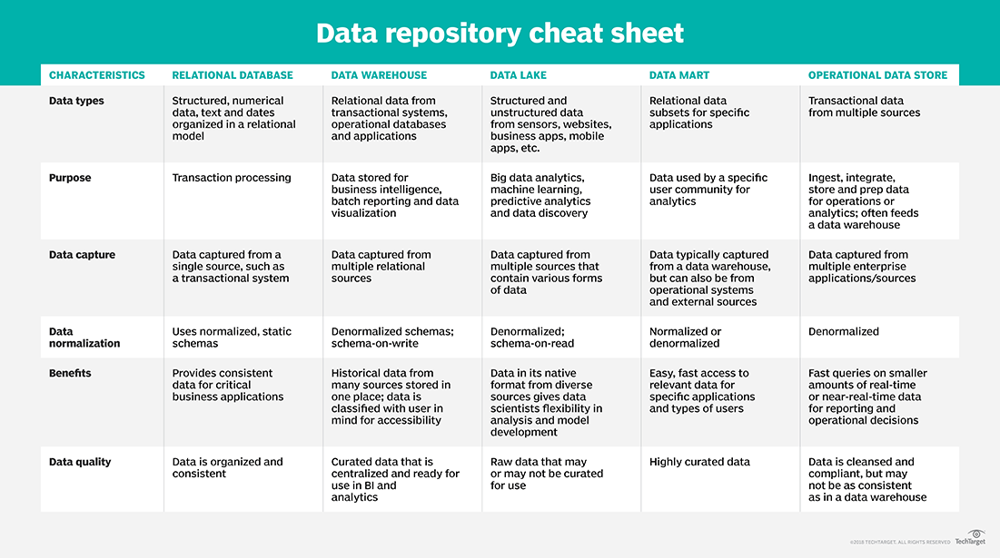 Data repository cheat sheet
CHARACTERISTICS
RELATIONAL DATABASE
DATA WAREHOUSE
DATA LAKE
DATA MART
OPERATIONAL DATA STORE
Data types
Structured, numerical
data, text and dates
organized in a relational
model
Relational data from
transactional systems,
operational databases
and applications
Structured and
unstructured data
from sensors, websites,
business apps, mobile
apps, etc.
Relational data
subsets for specific
applications
Transactional data
from multiple sources
Purpose
Transaction processing
Data stored for
business intelligence,
batch reporting and data
visualization
Big data analytics,
machine learning,
predictive analytics
and data discovery
Data used by a specific
user community for
analytics
Ingest, integrate,
store and prep data
for operations or
analytics; often feeds
a data warehouse
Data capture
Data captured from a
single source, such as
a transactional system
Data captured from
multiple relational
sources
Data captured from
multiple sources that
contain various forms
of data
Data typically captured
from a data warehouse,
but can also be from
operational systems
and external sources
Data captured from
multiple enterprise
applications/sources
Data
normalization
Uses normalized, static
schemas
Denormalized schemas;
schema-on-write
Denormalized;
schema-on-read
Normalized or
denormalized
Denormalized
Benefits
Provides consistent
data for critical
business applications
Historical data from
many sources stored in
one place; data is
classified with user in
mind for accessibility
Data in its native
format from diverse
sources gives data
scientists flexibility in
analysis and model
development
Easy, fast access to
relevant data for
specific applications
and types of users
Fast queries on smaller
amounts of real-time
or near-real-time data
for reporting and
operational decisions
Data quality
Data is organized and
consistent
Curated data that is
centralized and ready for
use in BI and
analytics
Raw data that may
or may not be curated
for use
Highly curated data
Data is cleansed and
compliant, but may
not be as consistent
as in a data warehouse
©2019 TECHTARGET. ALL RIGHTS RESERVED
TechTarget